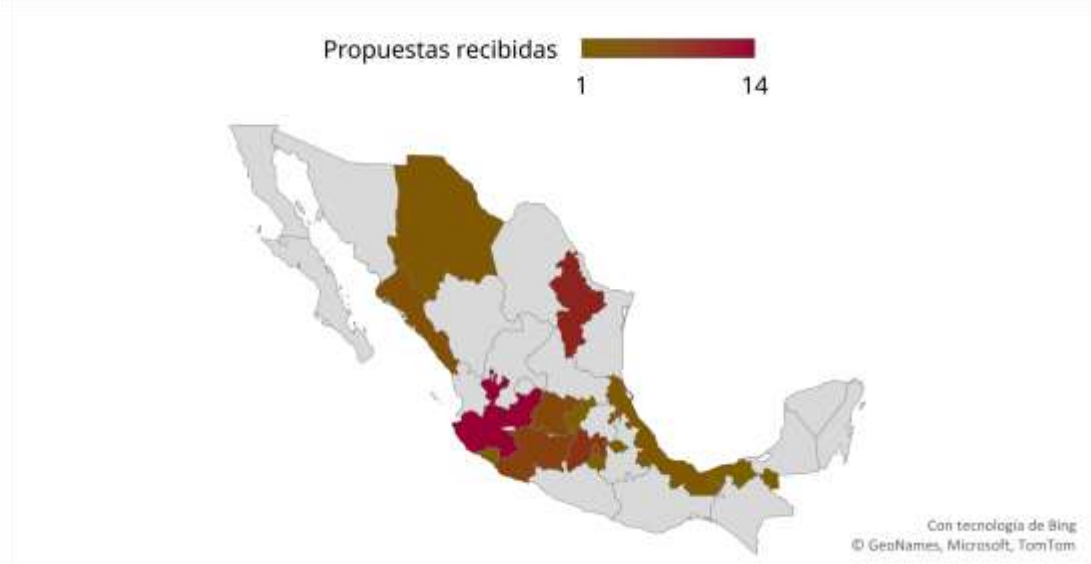 Propuestas recibidas
1 14
Con tecnología de Bing
© GeoNames, Microsoft, TomTom